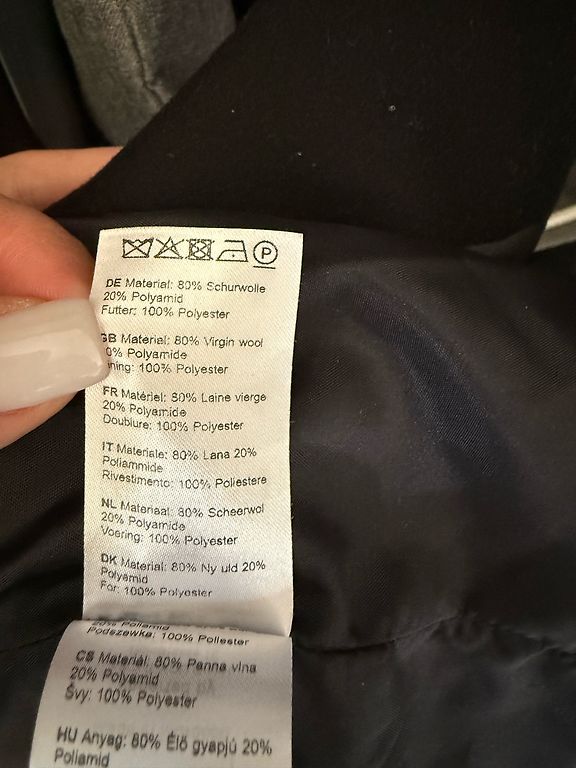 P
DE Material: 80% Schurwolle
20% Polyamid
Futter: 100% Polyester
GB Material: 80% Virgin wool
0% Polyamide
ining: 100% Polyester
FR Matériel: 80% Laine vierge
20% Polyamide
Doublure: 100% Polyester
IT Materiale: 80% Lana 20%
Poliammide
Rivestimento: 100% Poliestere
NL Materiaal: 80% Scheerwol
20% Polyamide
Voering: 100% Polyester
DK Material: 80% Ny uld 20%
Polyamid
For: 100% Polyester
20% Poliamid
Podszewka: 100% Poliester
CS Materiál: 80% Panna vlna
20% Polyamid
Švy: 100% Polyester
HU Anyag: 80% Élő gyapjú 20%
Poliamid